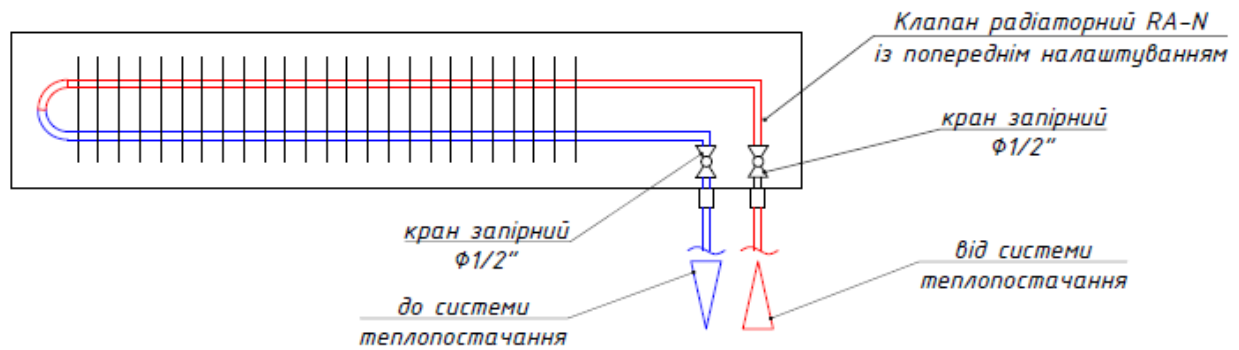 Клапан радіаторний RA-N
із попереднім налаштуванням
кран запірний
Ф1/2"
кран запірний
Ф1/2"
від системи
теплопостачання
до системи
теплопостачання